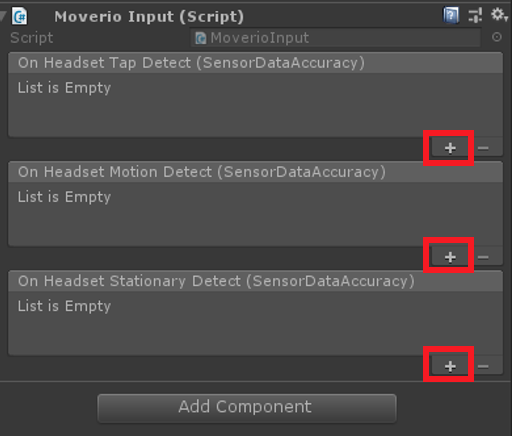 Moverio Input (Script)
Script MoverioInput
On Headset Tap Detect (SensorDataAccuracy)
List is Empty
+ −
On Headset Motion Detect (SensorDataAccuracy)
List is Empty
+ −
On Headset Stationary Detect (SensorDataAccuracy)
List is Empty
+ −
Add Component